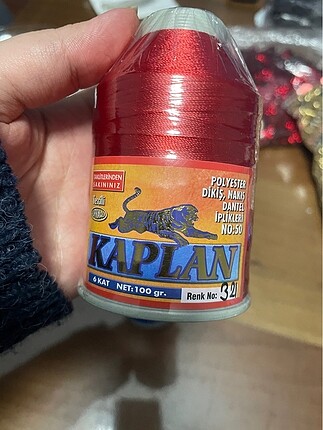 TAKLİTLERİNDEN
SAKININIZ
POLYESTER
DİKİŞ, NAKIŞ
DANTEL
İPLİKLERİ
NO:50
KAPLAN
6 KAT NET:100 gr.
Renk No: 321